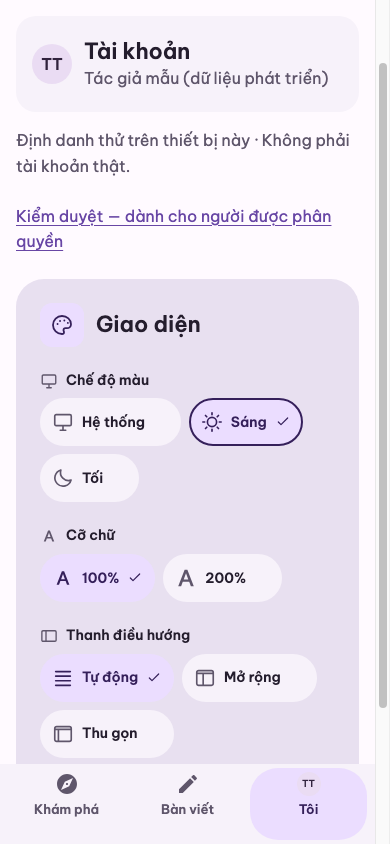 TT
Tài khoản
Tác giả mẫu (dữ liệu phát triển)
Định danh thử trên thiết bị này · Không phải
tài khoản thật.
Kiểm duyệt — dành cho người được phân
quyền
Giao diện
Chế độ màu
Hệ thống
Sáng
Tối
A Cỡ chữ
A 100%
A 200%
Thanh điều hướng
Tự động
Mở rộng
Thu gọn
Khám phá
Bàn viết
TT
Tôi